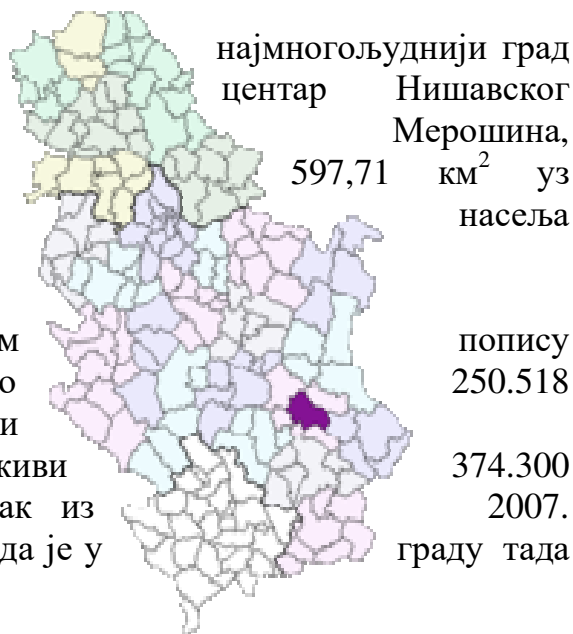 најмногољуднији град
центар Нишавског
Мерошина,
597,71 км² уз
насеља
м попису
о 250.518
и
живи 374.300
ак из 2007.
да је у граду тада